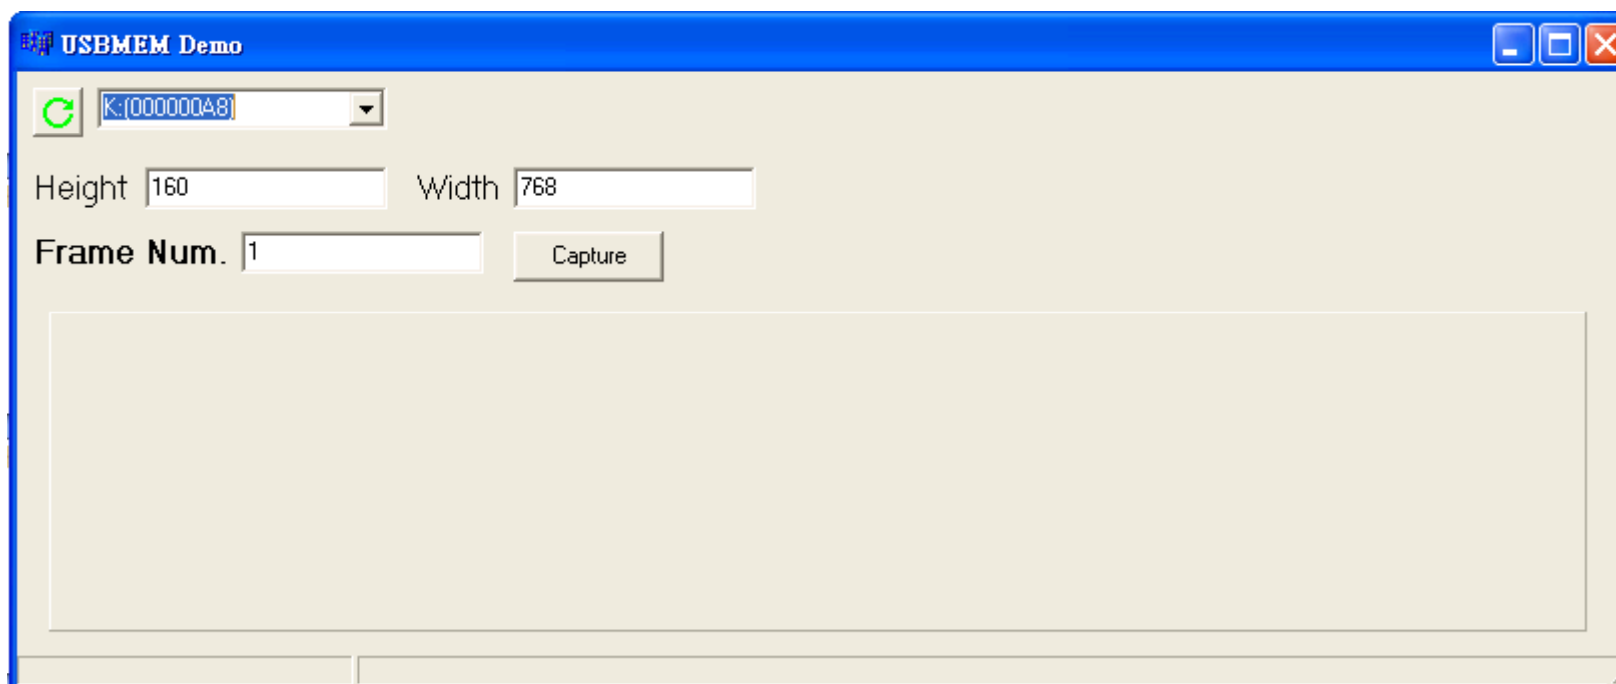 USBMEM Demo
K:(000000A8)
Height 160 Width 768
Frame Num. 1 Capture